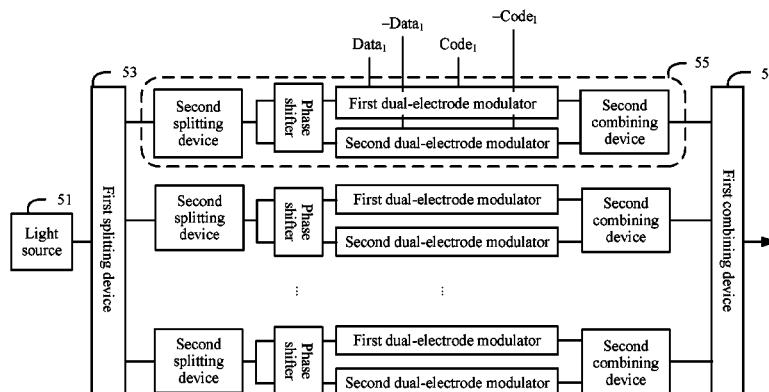 –Data₁
–Code₁
Data₁
Code₁
53
55
5
Second splitting device
Phase shifter
First dual-electrode modulator
Second dual-electrode modulator
Second combining device
51
Light source
First splitting device
Second splitting device
Phase shifter
First dual-electrode modulator
Second dual-electrode modulator
Second combining device
First combining device
...
...
Second splitting device
Phase shifter
First dual-electrode modulator
Second dual-electrode modulator
Second combining device